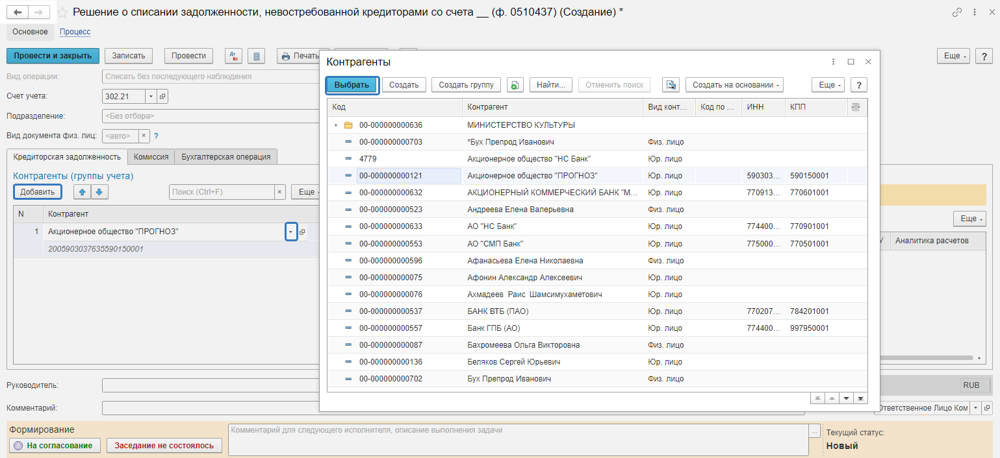 Решение о списании задолженности, невостребованной кредиторами со счета __ (ф. 0510437) (Создание) *
Основное Процесс
Провести и закрыть Записать Провести Дт Кт Печать Еще ?
Вид операции: Списать без последующего наблюдения
Счет учета: 302.21
Подразделение: <Без отбора>
Вид документа физ. лиц: <авто> × ?
Кредиторская задолженность Комиссия Бухгалтерская операция
Контрагенты (группы учета)
Добавить Поиск (Ctrl+F) × Еще
Еще
N Контрагент Аналитика расчетов
1 Акционерное общество "ПРОГНОЗ"
2005903037635590150001
Контрагенты
Выбрать Создать Создать группу Найти... Отменить поиск Создать на основании Еще ?
Код Контрагент Вид конт... Код по ... ИНН КПП
00-000000000636 МИНИСТЕРСТВО КУЛЬТУРЫ
00-000000000703 *Бух Препрод Иванович Физ. лицо
4779 Акционерное общество "НС Банк" Юр. лицо
00-000000000121 Акционерное общество "ПРОГНОЗ" Юр. лицо 590303... 590150001
00-000000000632 АКЦИОНЕРНЫЙ КОММЕРЧЕСКИЙ БАНК "М... Юр. лицо 770913... 770601001
00-000000000523 Андреева Елена Валерьевна Физ. лицо
00-000000000633 АО "НС Банк" Юр. лицо 774400... 770901001
00-000000000553 АО "СМП Банк" Юр. лицо 775000... 770501001
00-000000000596 Афанасьева Елена Николаевна Физ. лицо
00-000000000075 Афонин Александр Алексеевич Юр. лицо
00-000000000076 Ахмадеев Раис Шамсимухаметович Юр. лицо
00-000000000537 БАНК ВТБ (ПАО) Юр. лицо 770207... 784201001
00-000000000557 Банк ГПБ (АО) Юр. лицо 774400... 997950001
00-000000000087 Бахромеева Ольга Викторовна Физ. лицо
00-000000000136 Беляков Сергей Юрьевич Юр. лицо
00-000000000702 Бух Препрод Иванович Физ. лицо
Руководитель: RUB
Комментарий: Ответственное Лицо Ком
Формирование
Комментарий для следующего исполнителя, описание выполнения задачи ...
На согласование Заседание не состоялось
Текущий статус:
Новый